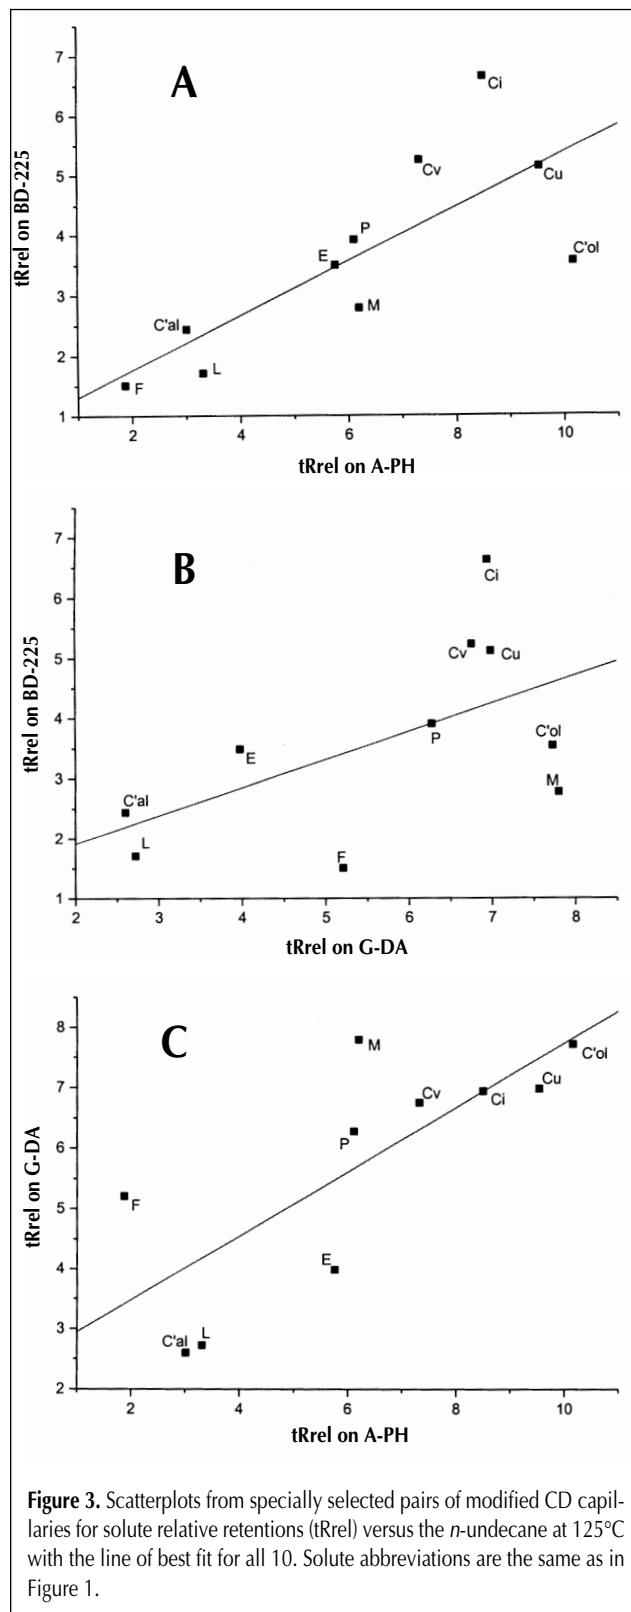 A
7
6
5
4
3
2
1
tRrel on BD-225
Ci
Cv
Cu
P
E
C'ol
M
C'al
L
F
2
4
6
8
10
tRrel on A-PH
B
7
6
5
4
3
2
1
tRrel on BD-225
Ci
Cv
Cu
P
C'ol
E
M
C'al
L
F
2
3
4
5
6
7
8
tRrel on G-DA
C
8
7
6
5
4
3
2
tRrel on G-DA
M
C'ol
Cu
Cv
Ci
P
F
E
L
C'al
2
4
6
8
10
tRrel on A-PH
Figure 3. Scatterplots from specially selected pairs of modified CD capil-
laries for solute relative retentions (tRrel) versus the n-undecane at 125°C
with the line of best fit for all 10. Solute abbreviations are the same as in
Figure 1.